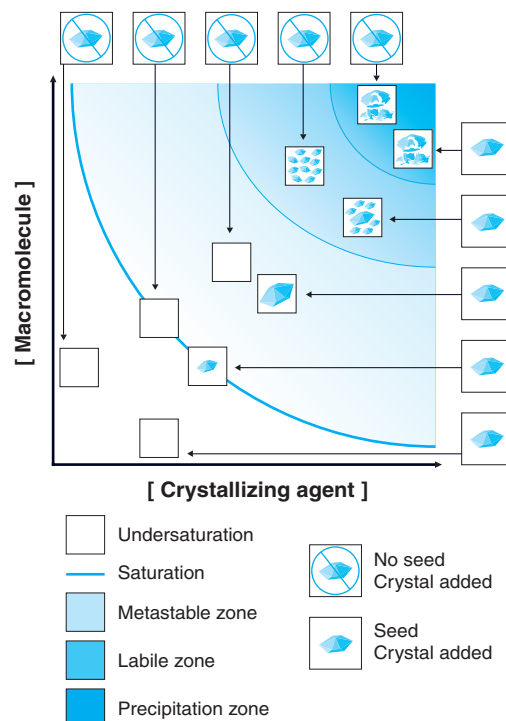 [ Macromolecule ]
[ Crystallizing agent ]
Undersaturation
Saturation
Metastable zone
Labile zone
Precipitation zone
No seed
Crystal added
Seed
Crystal added